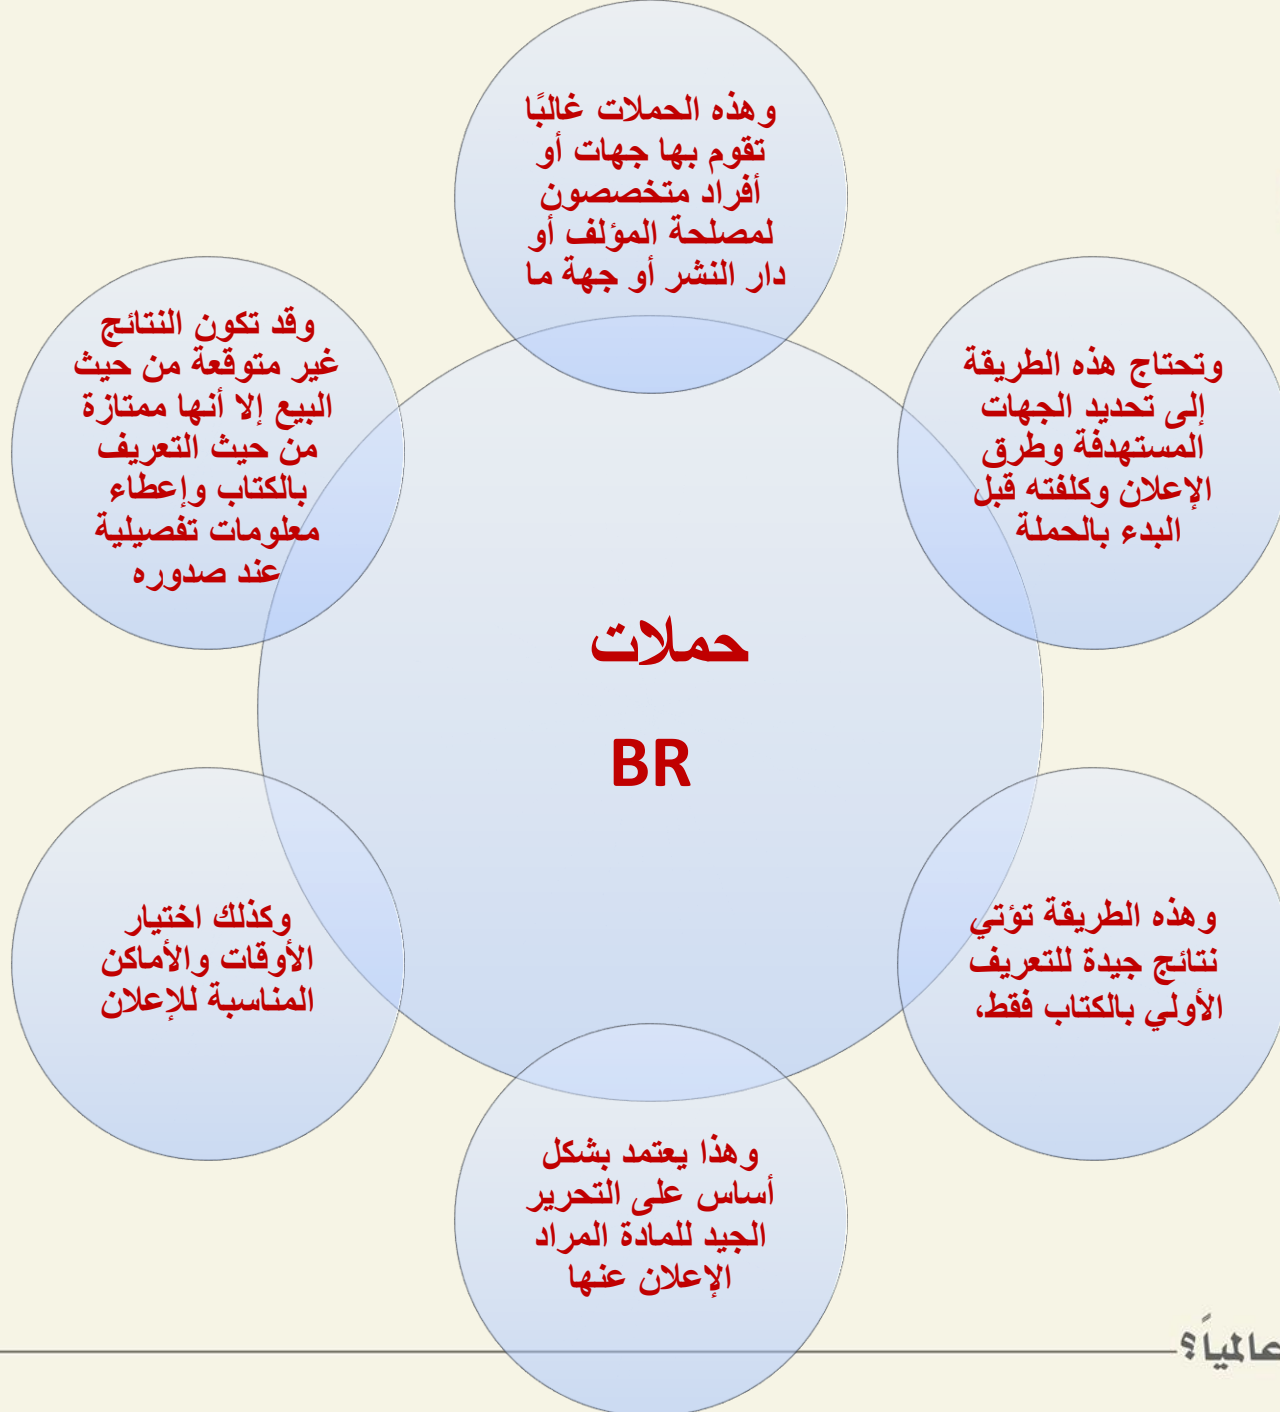 وهذه الحملات غالبًا
تقوم بها جهات أو
أفراد متخصصون
لمصلحة المؤلف أو
دار النشر أو جهة ما
وتحتاج هذه الطريقة
إلى تحديد الجهات
المستهدفة وطرق
الإعلان وكلفته قبل
البدء بالحملة
وهذه الطريقة تؤتي
نتائج جيدة للتعريف
الأولي بالكتاب فقط،
وهذا يعتمد بشكل
أساس على التحرير
الجيد للمادة المراد
الإعلان عنها
وكذلك اختيار
الأوقات والأماكن
المناسبة للإعلان
وقد تكون النتائج
غير متوقعة من حيث
البيع إلا أنها ممتازة
من حيث التعريف
بالكتاب وإعطاء
معلومات تفصيلية
عند صدوره
حملات
BR
عالمياً؟